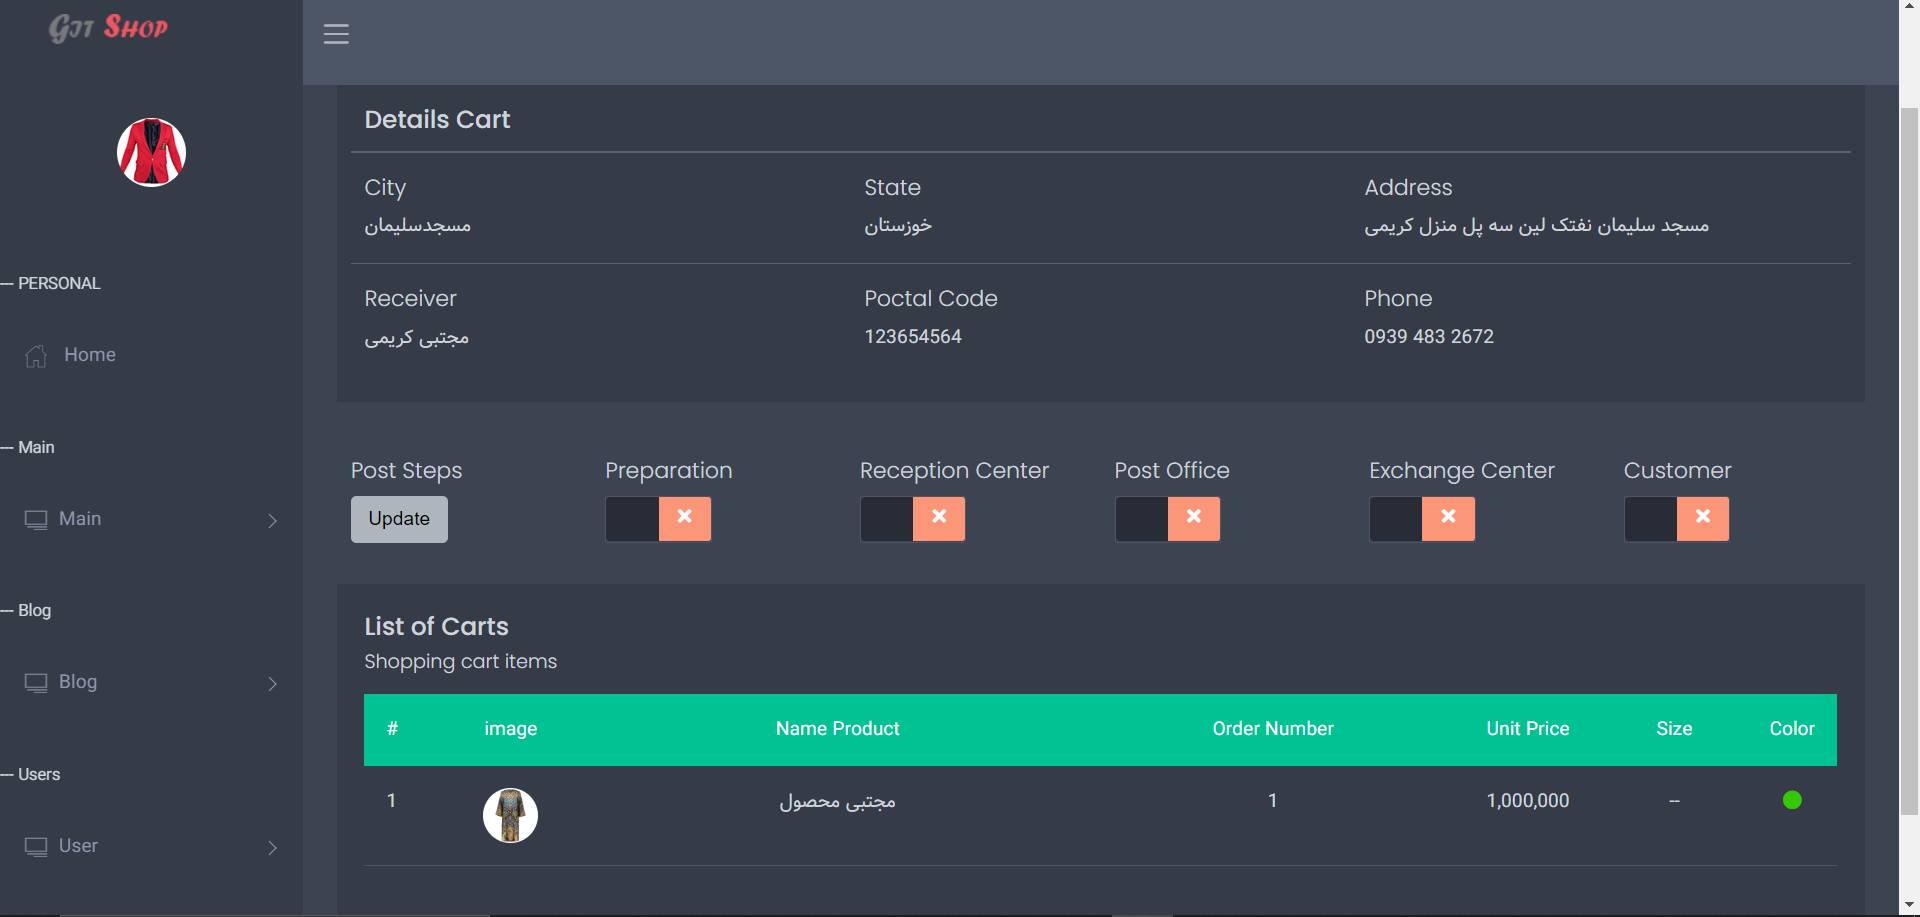 Git Shop
--- PERSONAL
Home
--- Main
Main
--- Blog
Blog
--- Users
User
Details Cart
City
State
Address
مسجدسلیمان
خوزستان
مسجد سلیمان نفتک لین سه پل منزل کریمی
Receiver
Poctal Code
Phone
مجتبی کریمی
123654564
0939 483 2672
Post Steps
Preparation
Reception Center
Post Office
Exchange Center
Customer
Update
List of Carts
Shopping cart items
# image Name Product Order Number Unit Price Size Color
1 مجتبی محصول 1 1,000,000 --